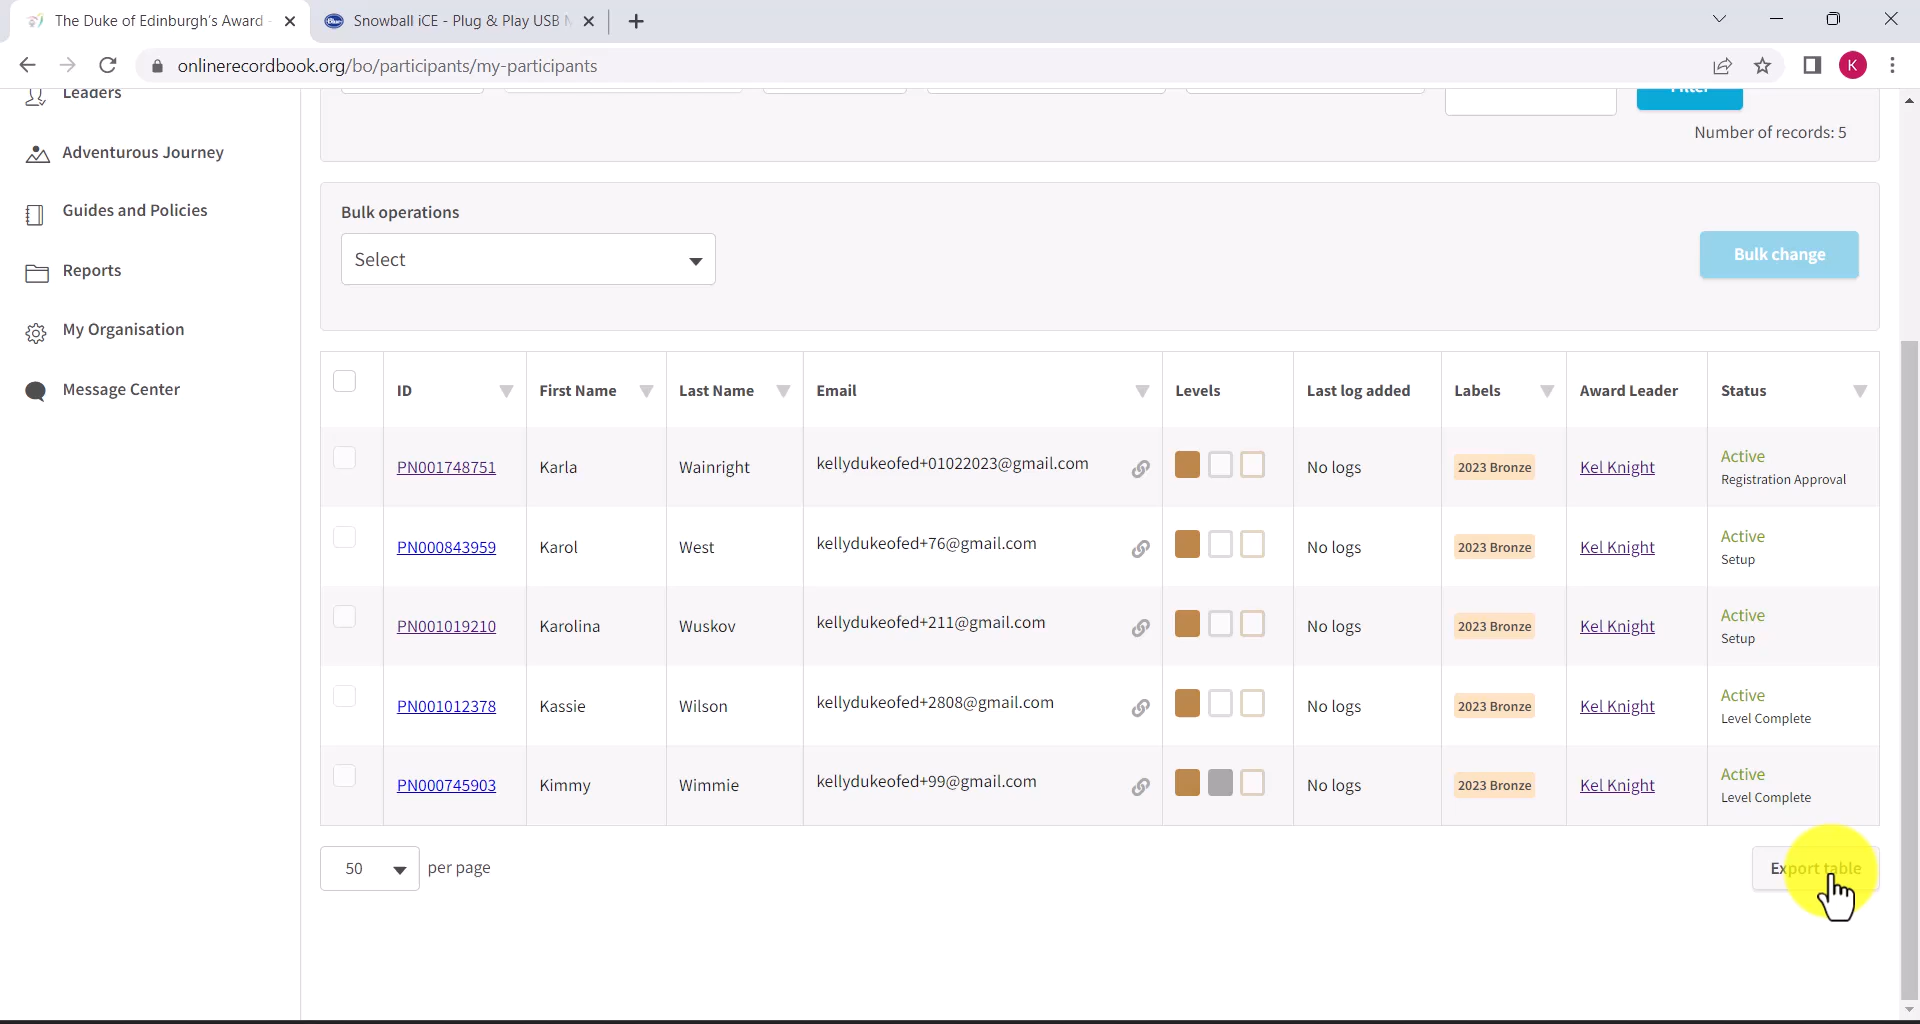 The Duke of Edinburgh's Award -
Snowball iCE - Plug & Play USB
onlinerecordbook.org/bo/participants/my-participants
K
Leaders
Filter
Number of records: 5
Adventurous Journey
Guides and Policies
Reports
My Organisation
Message Center
Bulk operations
Select
Bulk change
ID First Name Last Name Email Levels Last log added Labels Award Leader Status
PN001748751 Karla Wainright kellydukeofed+01022023@gmail.com No logs 2023 Bronze Kel Knight Active
Registration Approval
PN000843959 Karol West kellydukeofed+76@gmail.com No logs 2023 Bronze Kel Knight Active
Setup
PN001019210 Karolina Wuskov kellydukeofed+211@gmail.com No logs 2023 Bronze Kel Knight Active
Setup
PN001012378 Kassie Wilson kellydukeofed+2808@gmail.com No logs 2023 Bronze Kel Knight Active
Level Complete
PN000745903 Kimmy Wimmie kellydukeofed+99@gmail.com No logs 2023 Bronze Kel Knight Active
Level Complete
50 per page
Export table